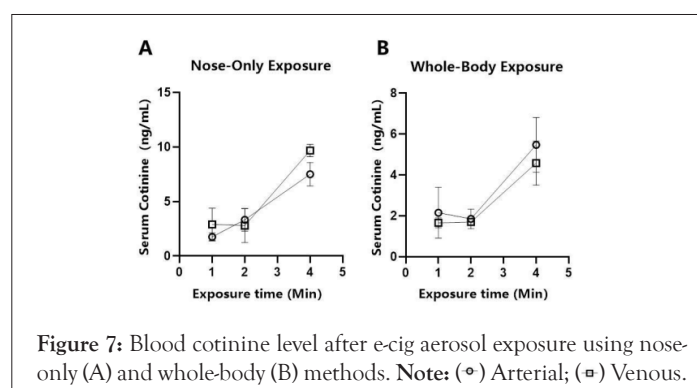 A
Nose-Only Exposure
Serum Cotinine (ng/mL)
15
10
5
0
0 1 2 3 4 5
Exposure time (Min)
B
Whole-Body Exposure
Serum Cotinine (ng/mL)
8
6
4
2
0
0 1 2 3 4 5
Exposure time (Min)
Figure 7: Blood cotinine level after e-cig aerosol exposure using nose-
only (A) and whole-body (B) methods. Note: () Arterial; () Venous.